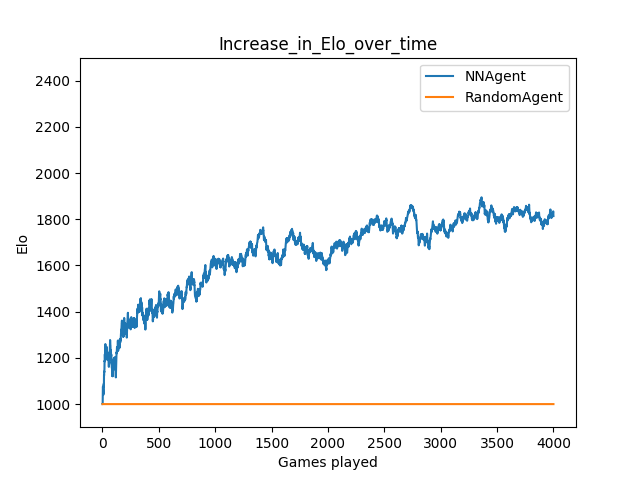 Increase_in_Elo_over_time
NNAgent
RandomAgent
2400
2200
2000
1800
1600
1400
1200
1000
Elo
0 500 1000 1500 2000 2500 3000 3500 4000
Games played